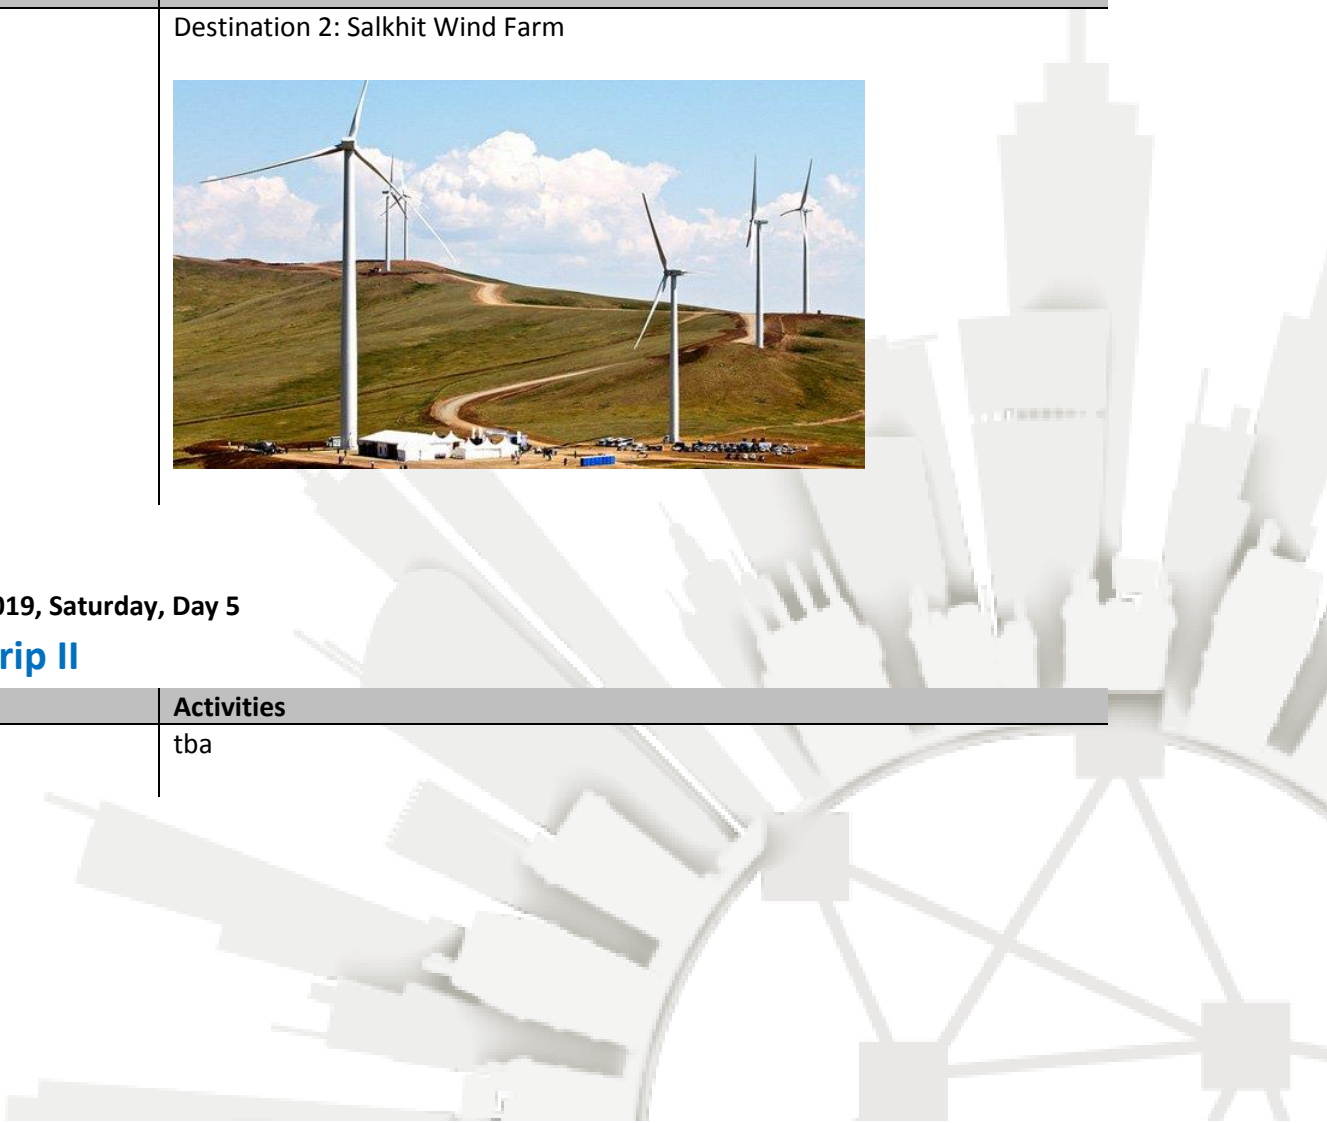 Destination 2: Salkhit Wind Farm
019, Saturday, Day 5
rip II
Activities
tba